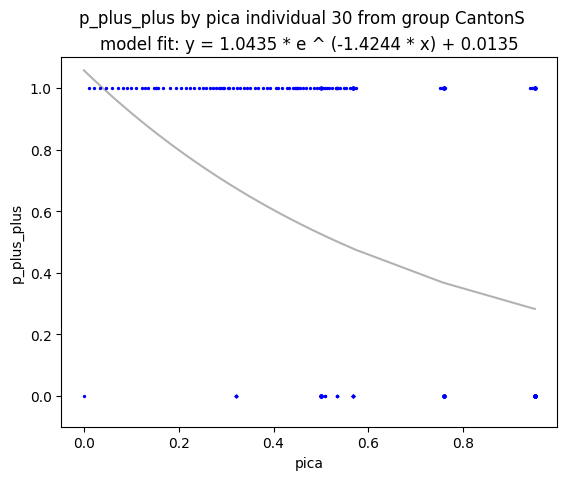 p_plus_plus by pica individual 30 from group CantonS
model fit: y = 1.0435 * e ^ (-1.4244 * x) + 0.0135
1.0
0.8
0.6
0.4
0.2
0.0
p_plus_plus
0.0 0.2 0.4 0.6 0.8
pica